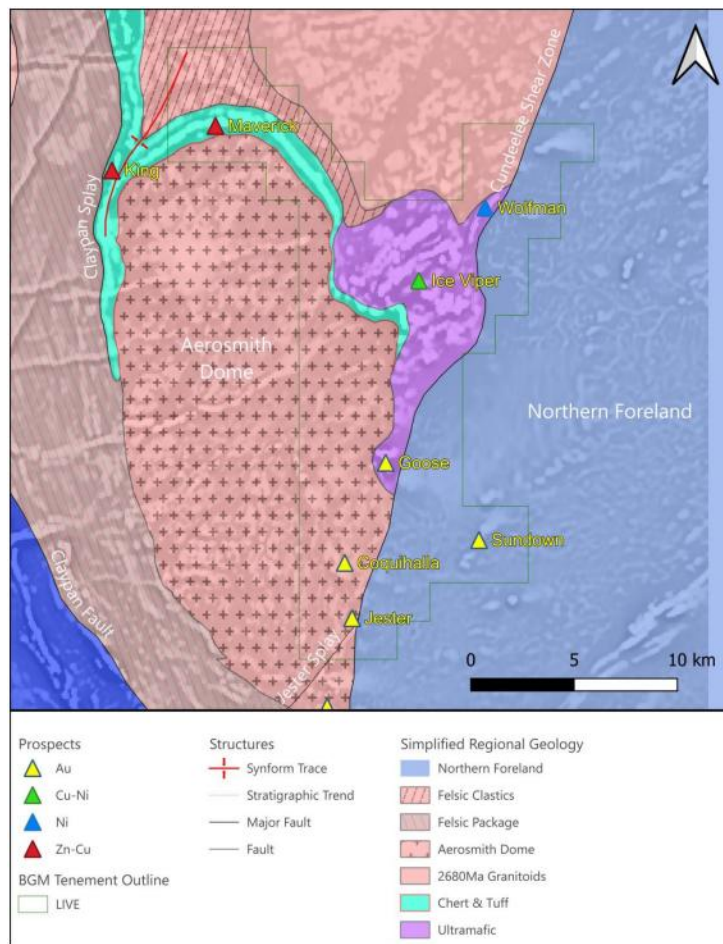 Maverick
King
Claypan Splay
Cundeelee Shear Zone
Wolfman
Ice Viper
Aerosmith
Dome
Northern Foreland
Goose
Sundown
Coquihalla
Claypan Fault
Jester
Jester Splay
0 5 10 km
Prospects
Au
Cu-Ni
Ni
Zn-Cu
BGM Tenement Outline
LIVE
Structures
Synform Trace
Stratigraphic Trend
Major Fault
Fault
Simplified Regional Geology
Northern Foreland
Felsic Clastics
Felsic Package
Aerosmith Dome
2680Ma Granitoids
Chert & Tuff
Ultramafic